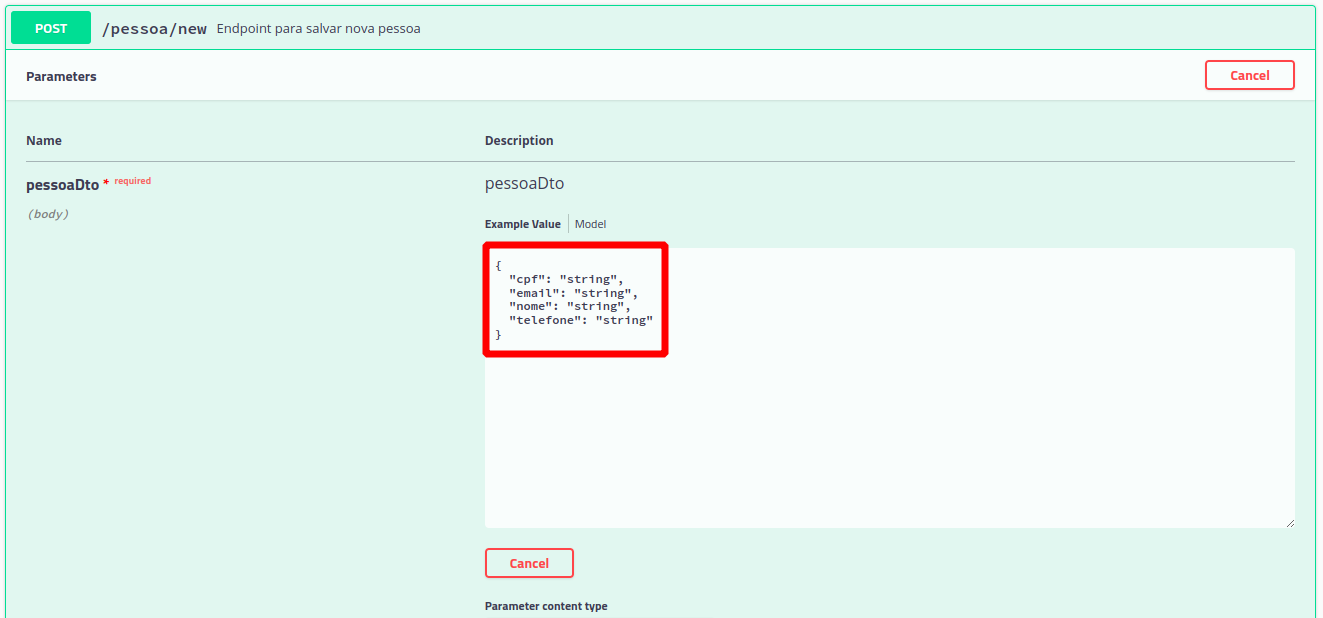 POST /pessoa/new Endpoint para salvar nova pessoa
Parameters Cancel
Name Description
pessoaDto * required pessoaDto
(body)
Example Value Model
{
  "cpf": "string",
  "email": "string",
  "nome": "string",
  "telefone": "string"
}
Cancel
Parameter content type